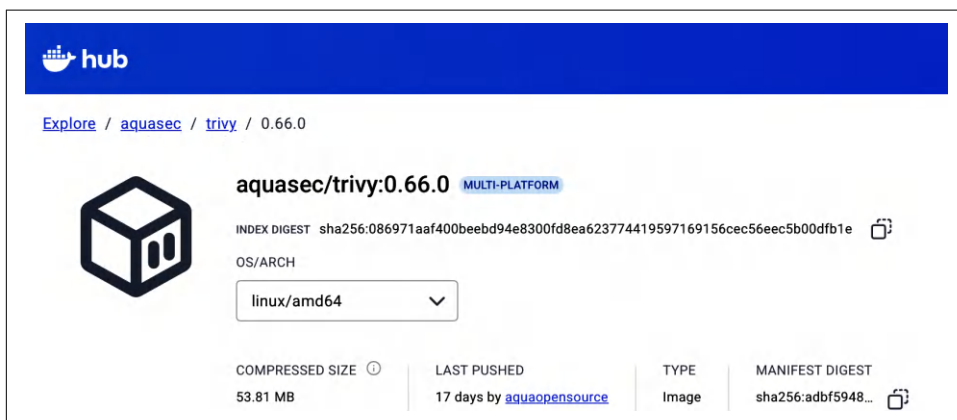 hub
Explore / aquasec / trivy / 0.66.0
aquasec/trivy:0.66.0 MULTI-PLATFORM
INDEX DIGEST sha256:086971aaf400beebd94e8300fd8ea623774419597169156cec56eec5b00dfb1e
OS/ARCH
linux/amd64
COMPRESSED SIZE LAST PUSHED TYPE MANIFEST DIGEST
53.81 MB 17 days by aquaopensource Image sha256:adbf5948...